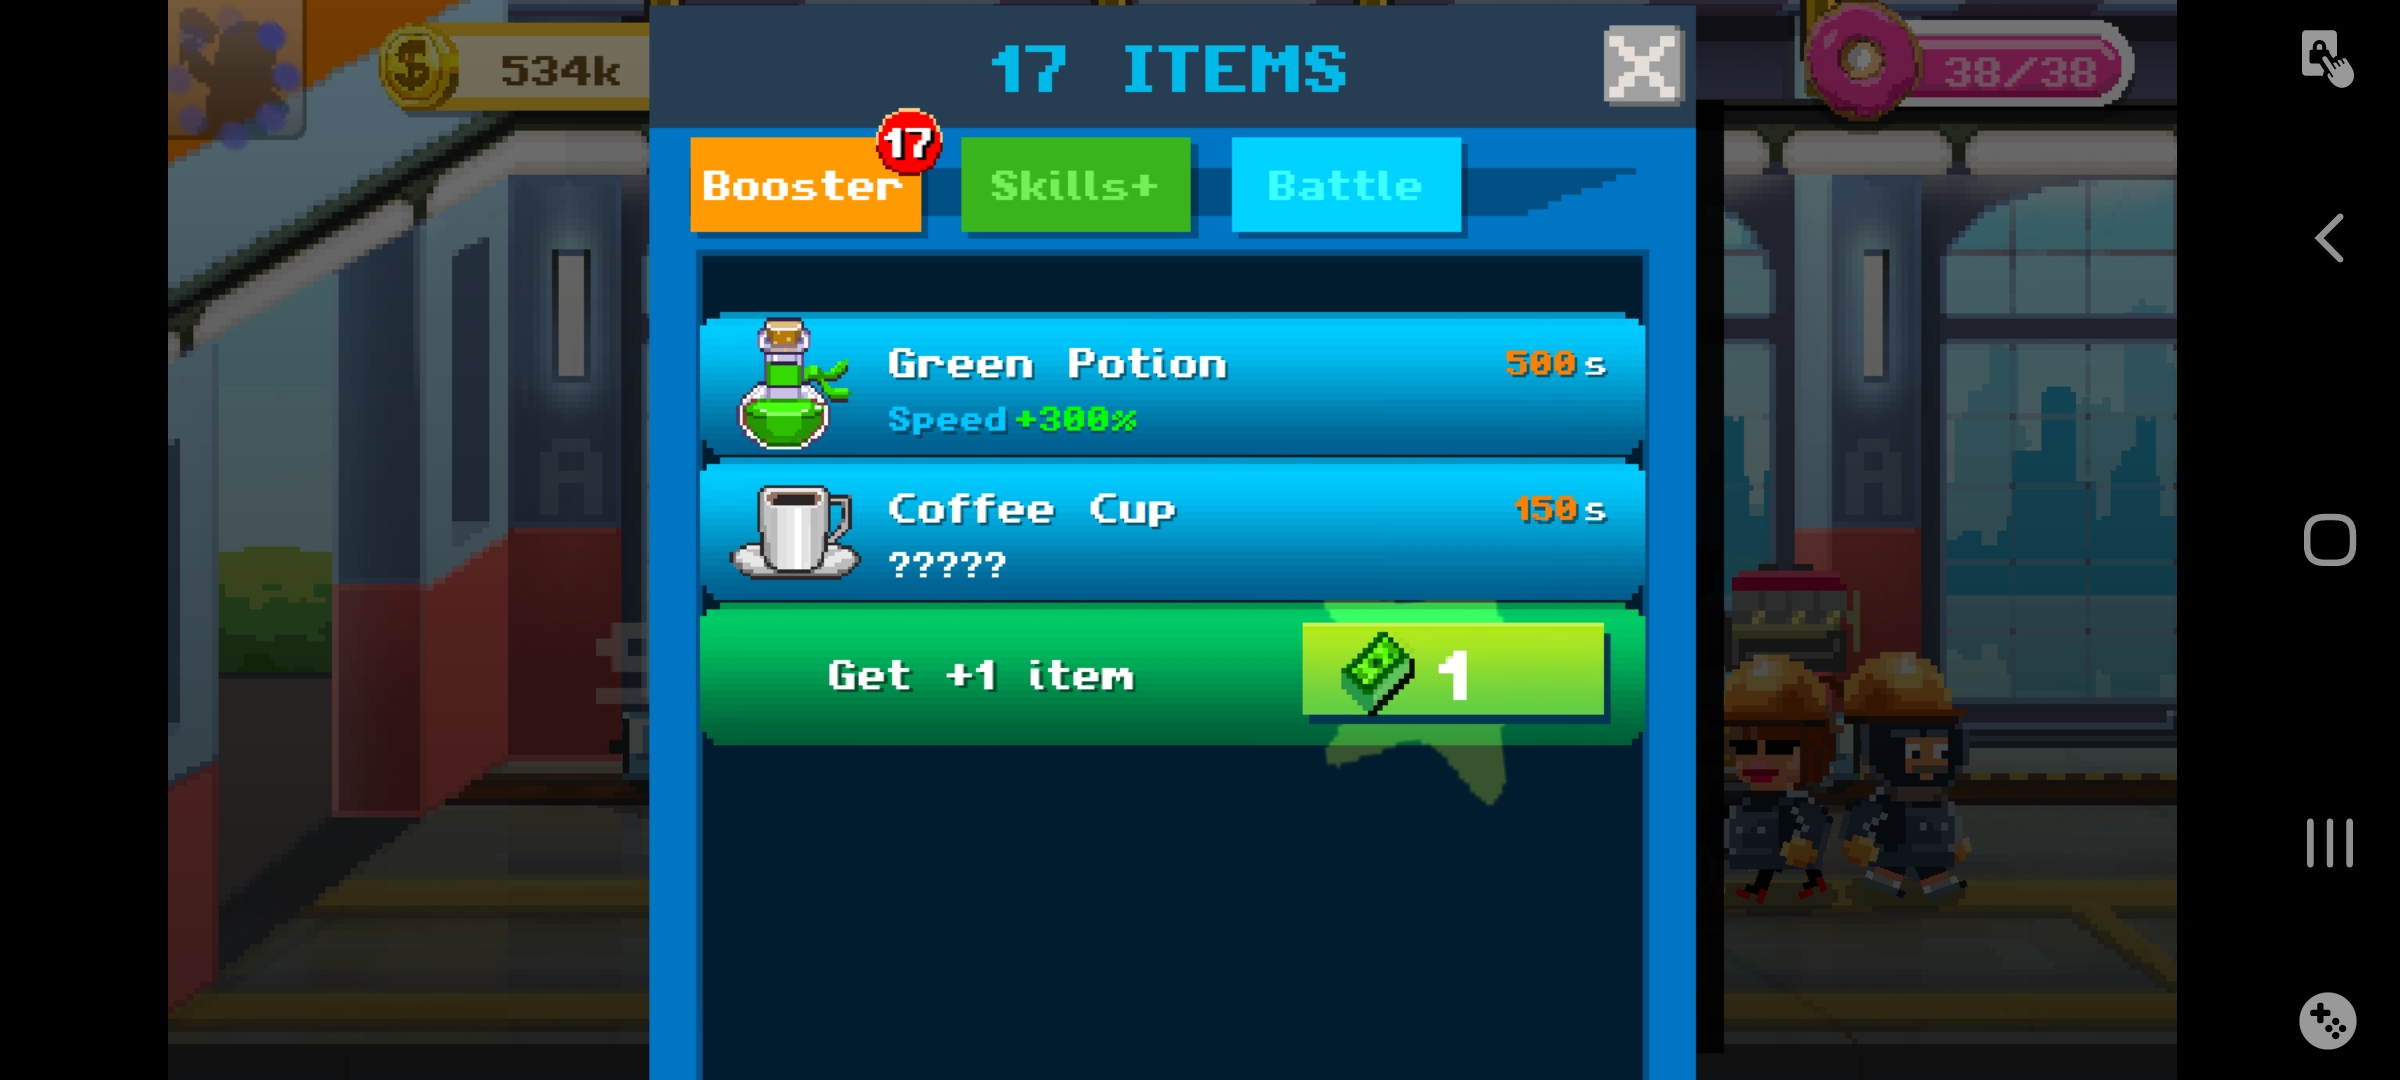 534k
17 ITEMS
38/38
17
Booster
Skills+
Battle
Green Potion
500s
Speed +300%
Coffee Cup
150s
?????
Get +1 item
1
A
A